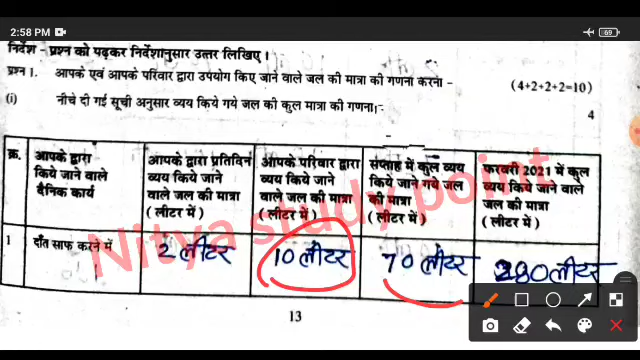 2:58 PM
69
निर्देश - प्रश्न को पढ़कर निर्देशानुसार उत्तर लिखिए।
प्रश्न 1. आपके एवं आपके परिवार द्वारा उपयोग किए जाने वाले जल की मात्रा की गणना करना - (4+2+2+2=10)
(i) नीचे दी गई सूची अनुसार व्यय किये गये जल की कुल मात्रा की गणना। 4
क्र. आपके द्वारा किये जाने वाले दैनिक कार्य
आपके द्वारा प्रतिदिन व्यय किये जाने वाले जल की मात्रा (लीटर में)
आपके परिवार द्वारा व्यय किये जाने वाले जल की मात्रा (लीटर में)
सप्ताह में कुल व्यय किये जाने गये जल की मात्रा (लीटर में)
फरवरी 2021 में कुल व्यय किये जाने वाले जल की मात्रा (लीटर में)
1 दाँत साफ करने में 2 लीटर 10 लीटर 70 लीटर 280 लीटर
Nitya study point
13